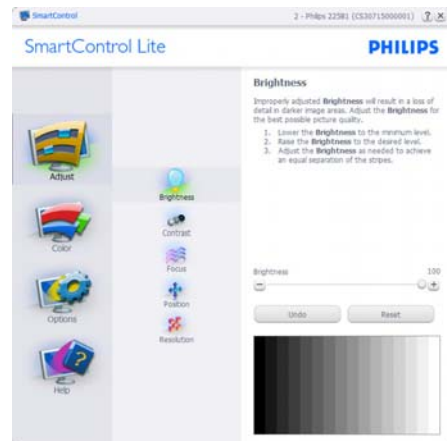 SmartControl
2 - Philips 225B1 (CS30715000001)
SmartControl Lite
PHILIPS
Adjust
Color
Options
Help
Brightness
Contrast
Focus
Position
Resolution
Brightness
Improperly adjusted Brightness will result in a loss of
detail in darker image areas. Adjust the Brightness for
the best possible picture quality.
1. Lower the Brightness to the minimum level.
2. Raise the Brightness to the desired level.
3. Adjust the Brightness as needed to achieve
an equal separation of the stripes.
Brightness 100
Undo
Reset